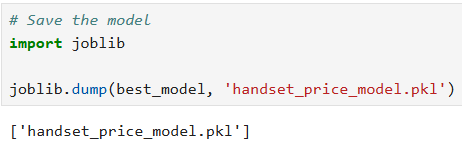 # Save the model
import joblib
joblib.dump(best_model, 'handset_price_model.pkl')
['handset_price_model.pkl']